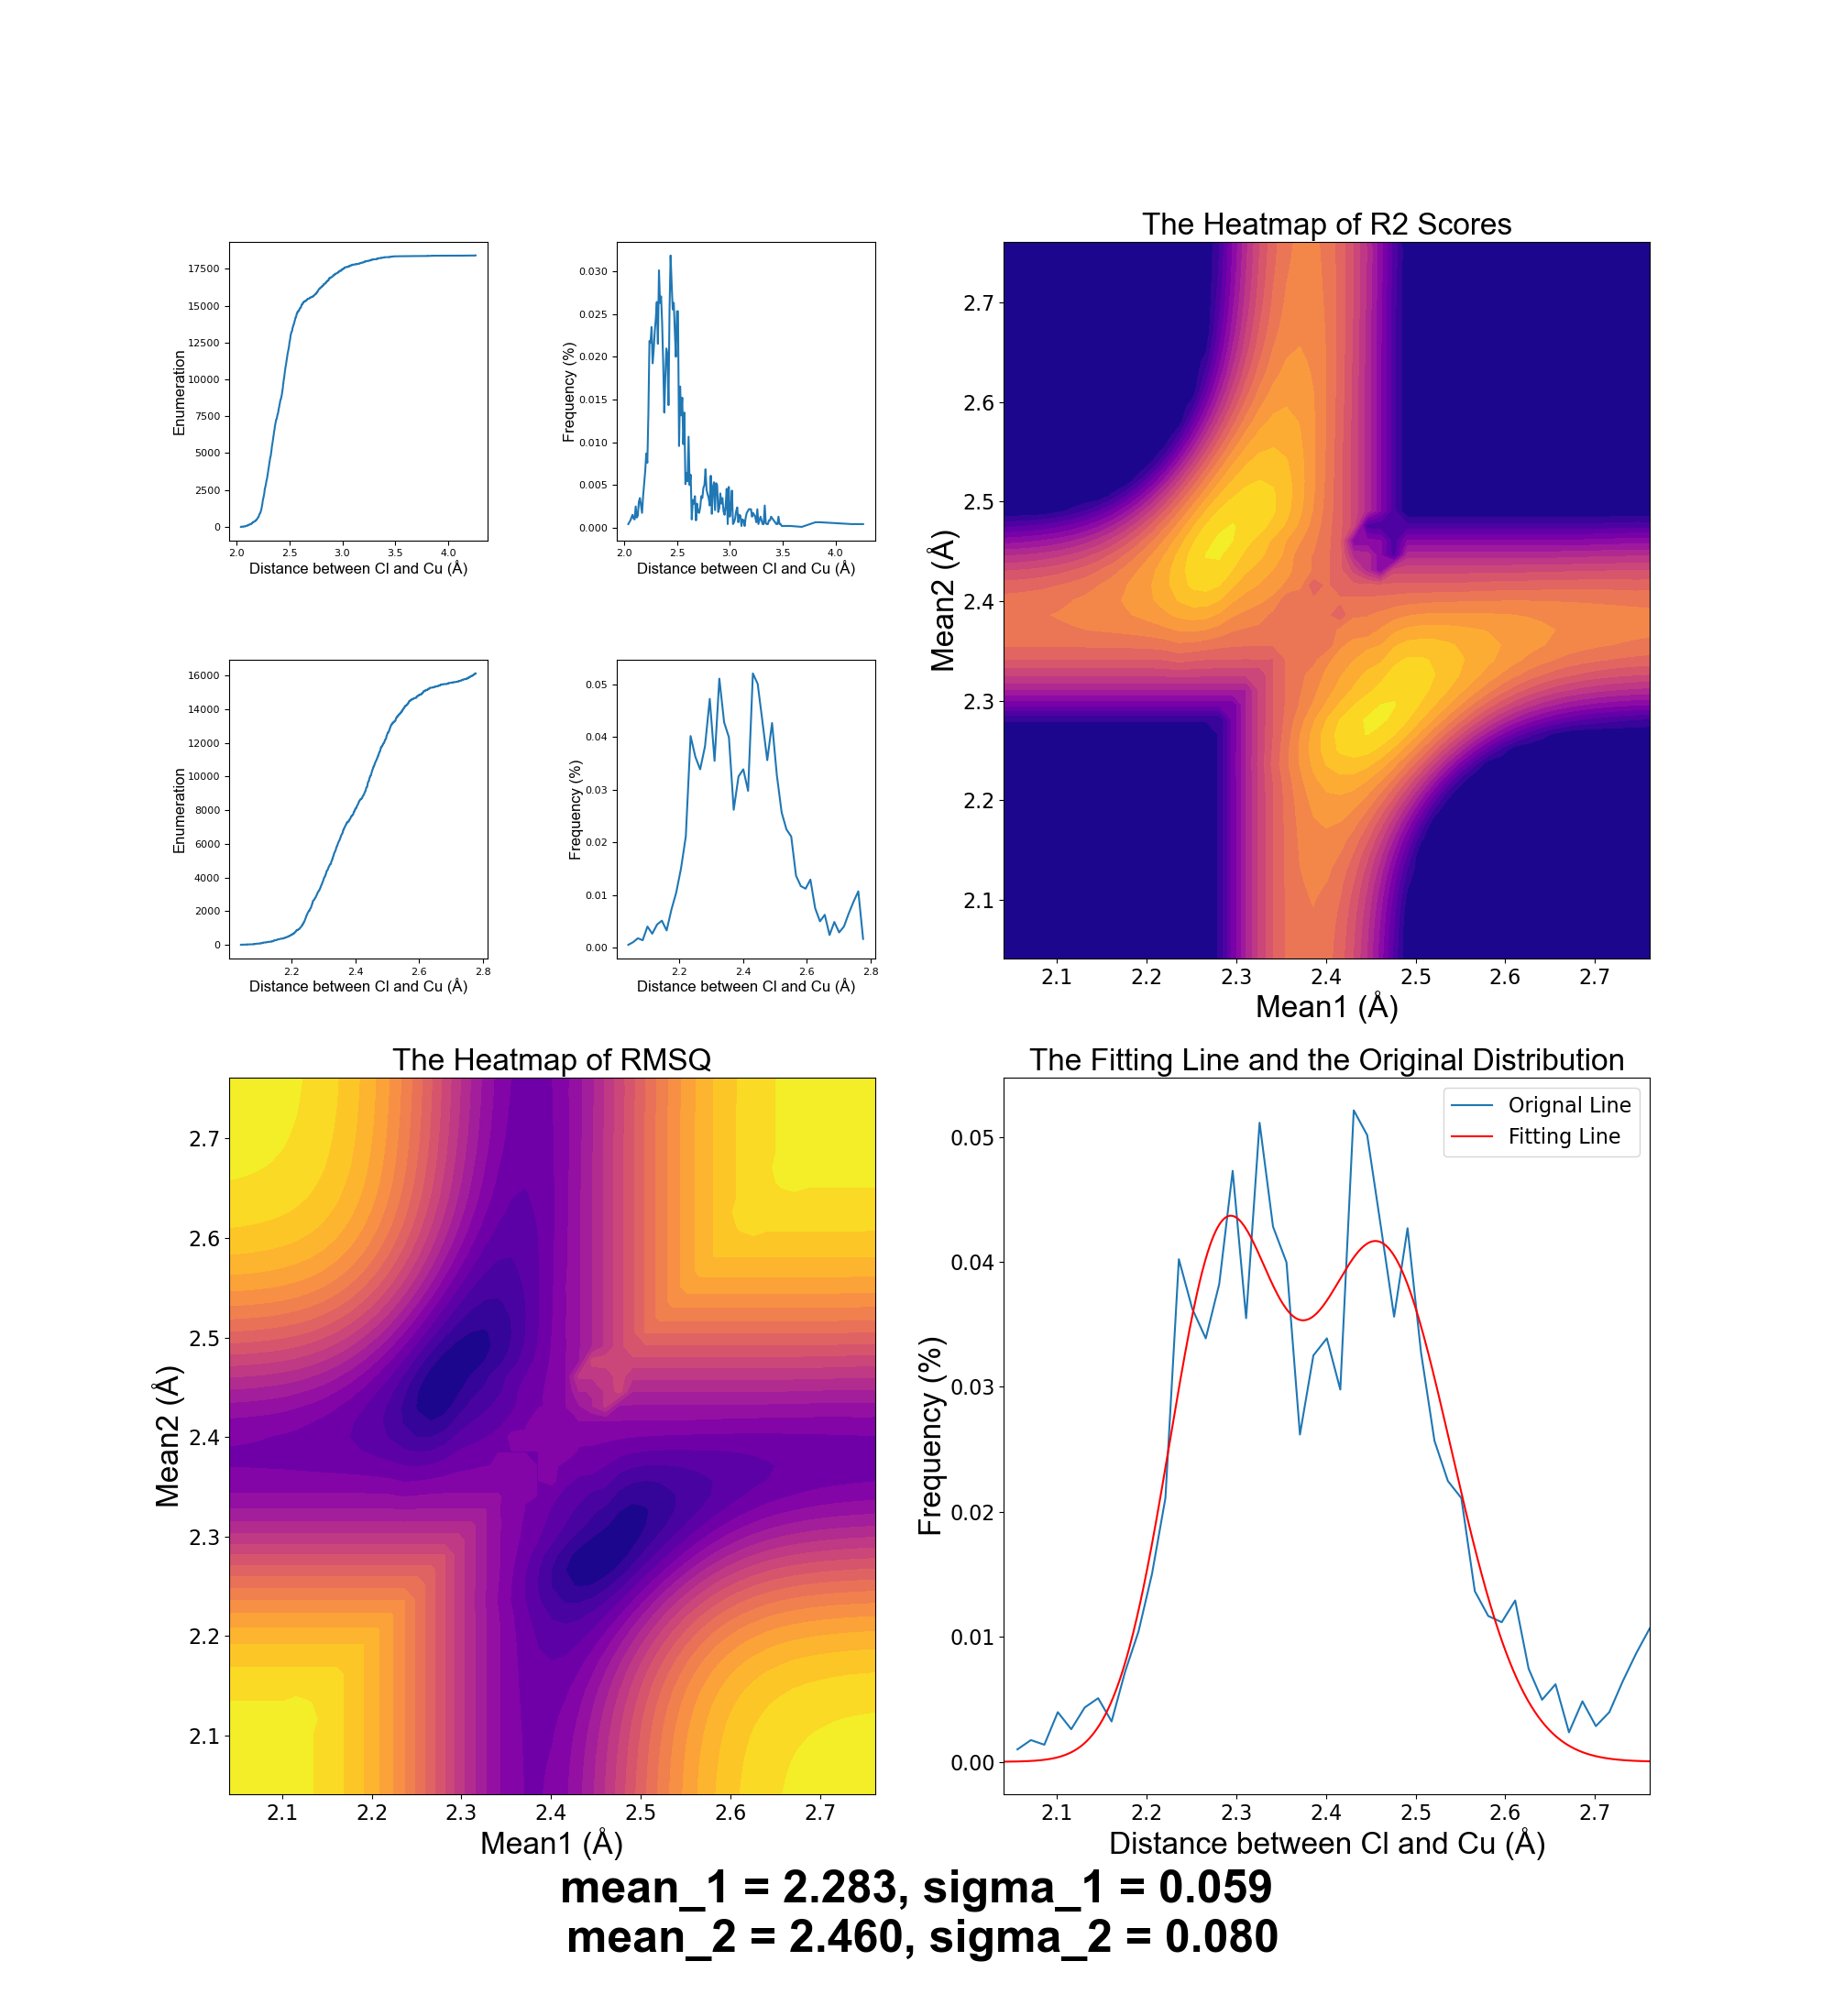 17500
15000
12500
10000
7500
5000
2500
0
Enumeration
2.0 2.5 3.0 3.5 4.0
Distance between Cl and Cu (Å)
0.030
0.025
0.020
0.015
0.010
0.005
0.000
Frequency (%)
2.0 2.5 3.0 3.5 4.0
Distance between Cl and Cu (Å)
The Heatmap of R2 Scores
2.7
2.6
2.5
2.4
2.3
2.2
2.1
Mean2 (Å)
2.1 2.2 2.3 2.4 2.5 2.6 2.7
Mean1 (Å)
16000
14000
12000
10000
8000
6000
4000
2000
0
Enumeration
2.2 2.4 2.6 2.8
Distance between Cl and Cu (Å)
0.05
0.04
0.03
0.02
0.01
0.00
Frequency (%)
2.2 2.4 2.6 2.8
Distance between Cl and Cu (Å)
The Heatmap of RMSQ
2.7
2.6
2.5
2.4
2.3
2.2
2.1
Mean2 (Å)
2.1 2.2 2.3 2.4 2.5 2.6 2.7
Mean1 (Å)
The Fitting Line and the Original Distribution
Orignal Line
Fitting Line
0.05
0.04
0.03
0.02
0.01
0.00
Frequency (%)
2.1 2.2 2.3 2.4 2.5 2.6 2.7
Distance between Cl and Cu (Å)
mean_1 = 2.283, sigma_1 = 0.059
mean_2 = 2.460, sigma_2 = 0.080